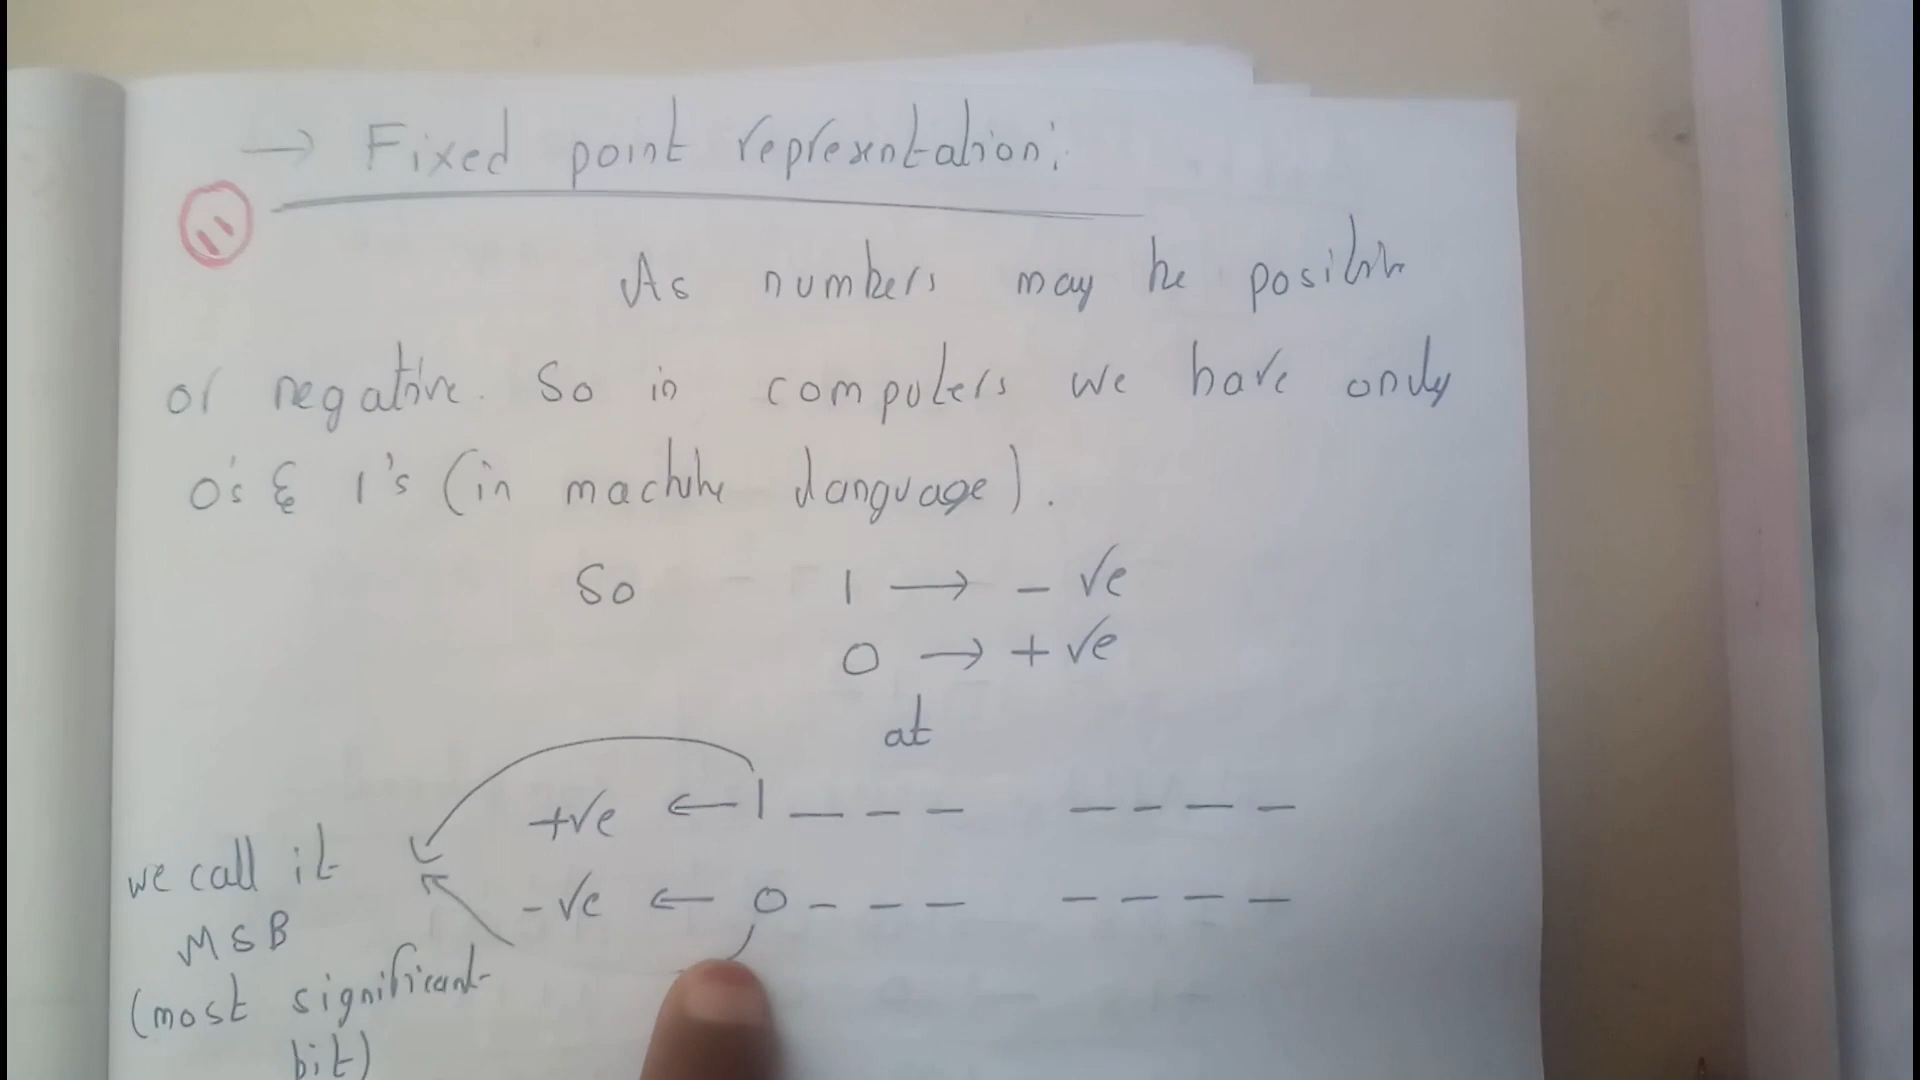 → Fixed point representation:
11
As numbers may be positive
or negative. So in computers we have only
0's & 1's (in machine language).
So 1 → - ve
0 → + ve
at
+ve ← 1 _ _ _ _ _ _ _
-ve ← 0 _ _ _ _ _ _ _
we call it
MSB
(most significant
bit)